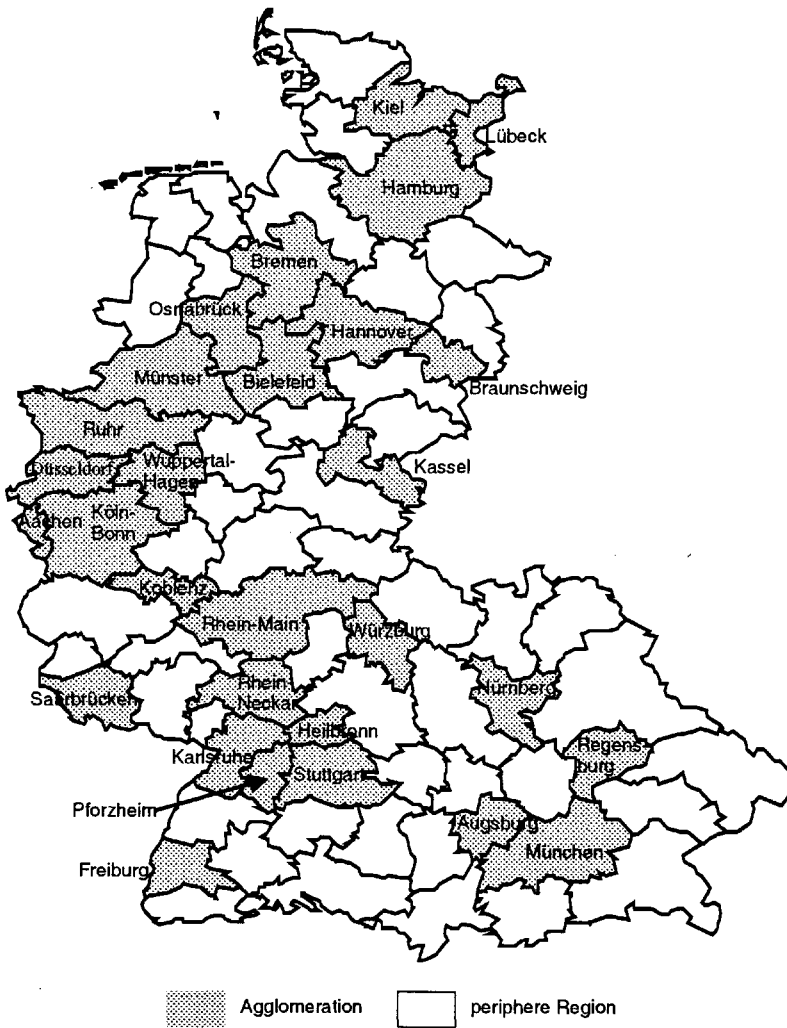 Kiel
Lübeck
Hamburg
Bremen
Osnabrück
Hannover
Münster
Bielefeld
Braunschweig
Ruhr
Düsseldorf
Wuppertal-
Hagen
Kassel
Aachen
Köln-
Bonn
Koblenz
Rhein-Main
Würzburg
Saarbrücken
Rhein-
Neckar
Nürnberg
Heilbronn
Karlsruhe
Regens-
burg
Stuttgart
Pforzheim
Augsburg
München
Freiburg
Agglomeration
periphere Region